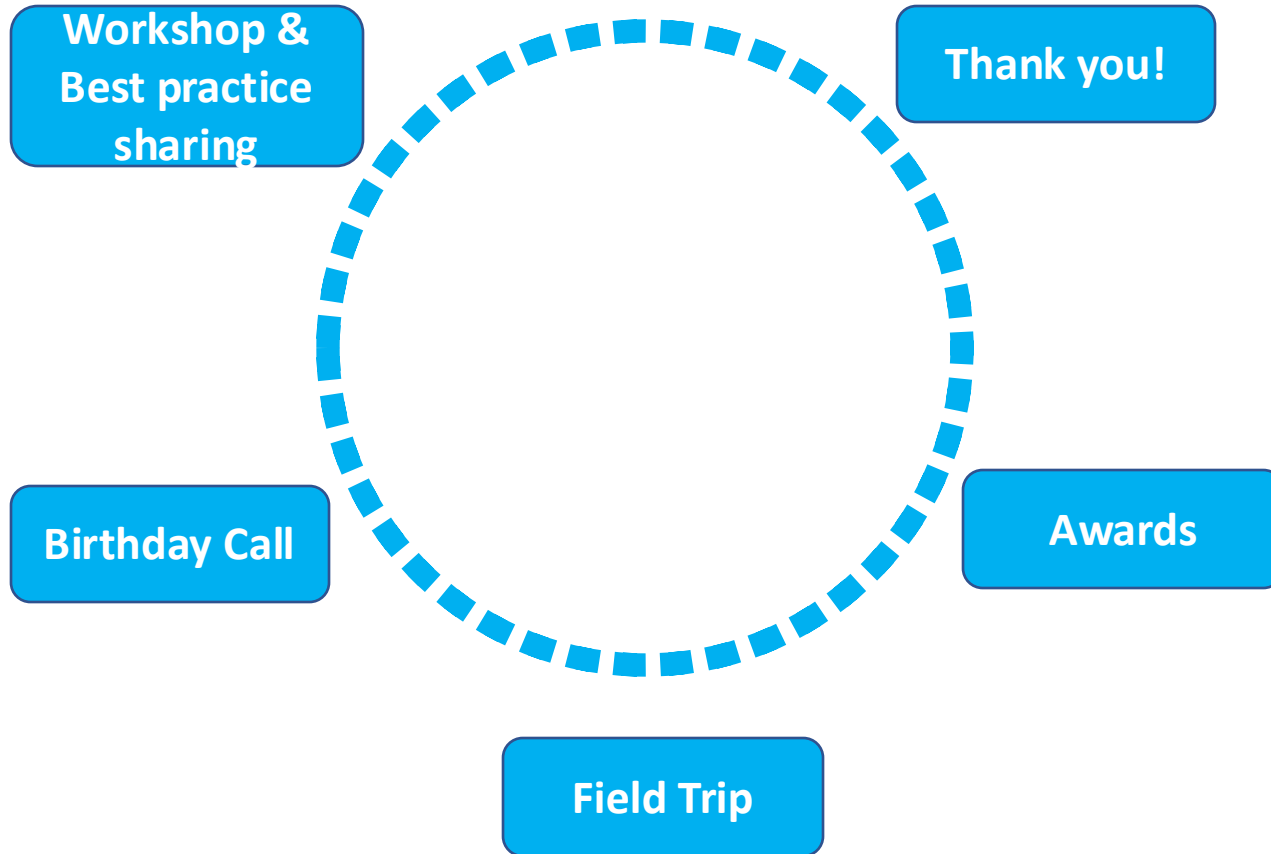 Workshop &
Best practice
sharing
Thank you!
Birthday Call
Awards
Field Trip